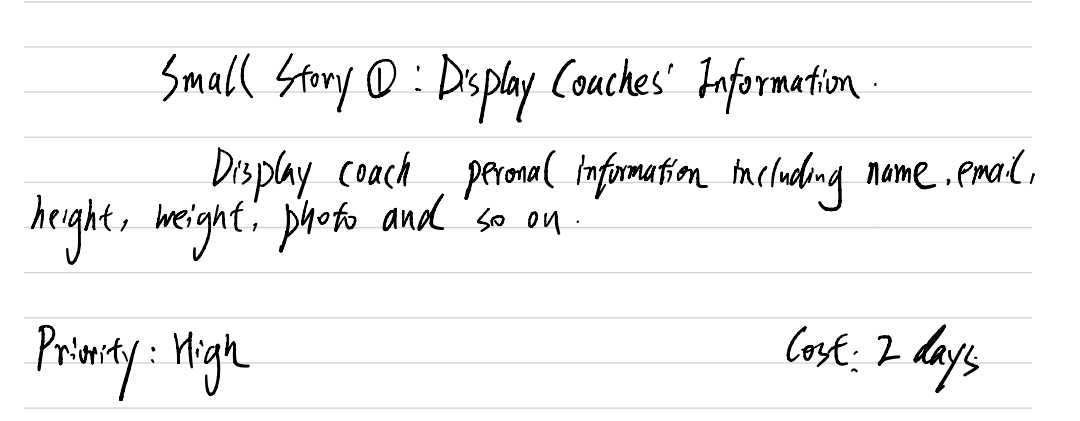 Small Story ①: Display Coaches' Information.
Display coach peronal information including name, email,
height, weight, photo and so on.
Priority: High Cost: 2 days